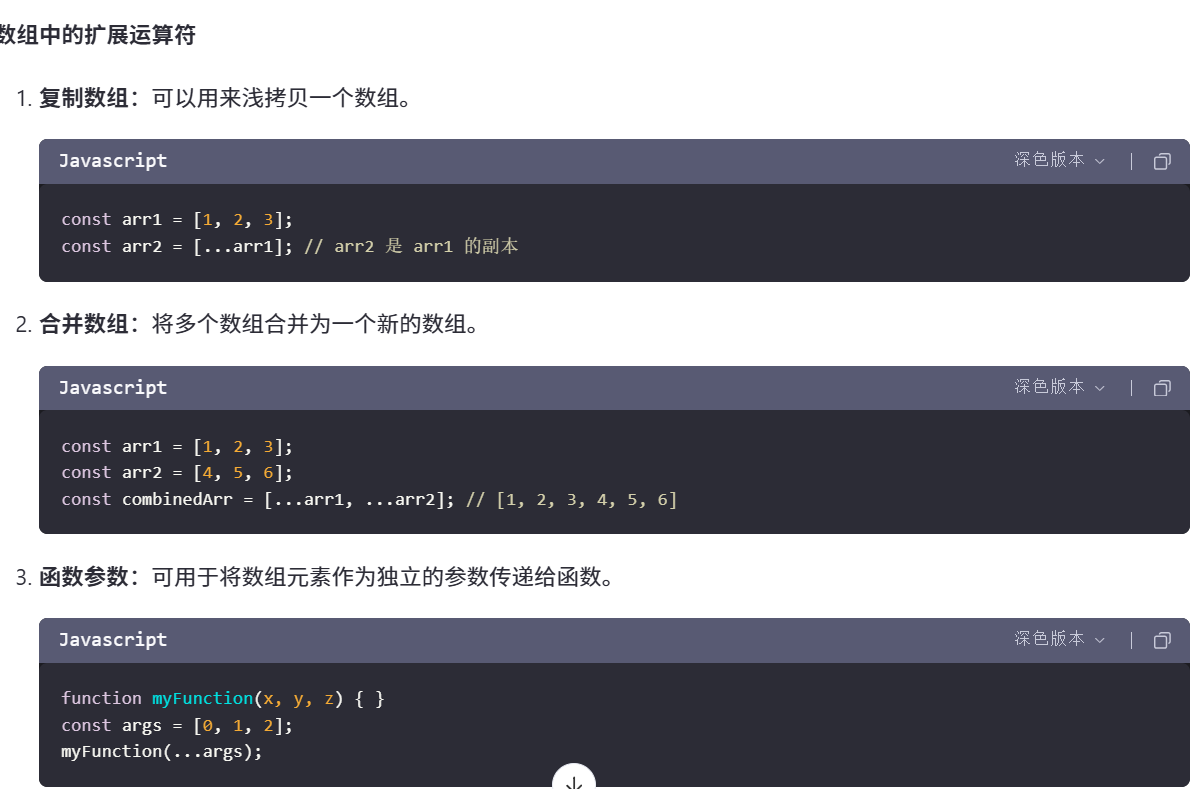 数组中的扩展运算符
1. 复制数组：可以用来浅拷贝一个数组。
Javascript 深色版本
const arr1 = [1, 2, 3];
const arr2 = [...arr1]; // arr2 是 arr1 的副本
2. 合并数组：将多个数组合并为一个新的数组。
Javascript 深色版本
const arr1 = [1, 2, 3];
const arr2 = [4, 5, 6];
const combinedArr = [...arr1, ...arr2]; // [1, 2, 3, 4, 5, 6]
3. 函数参数：可用于将数组元素作为独立的参数传递给函数。
Javascript 深色版本
function myFunction(x, y, z) { }
const args = [0, 1, 2];
myFunction(...args);